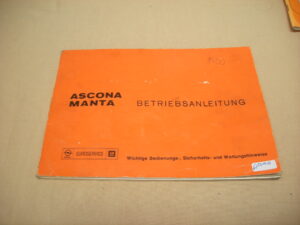 ASCONA
MANTA
BETRIEBSANLEITUNG
Wichtige Bedienungs-, Sicherheits- und Wartungshinweise